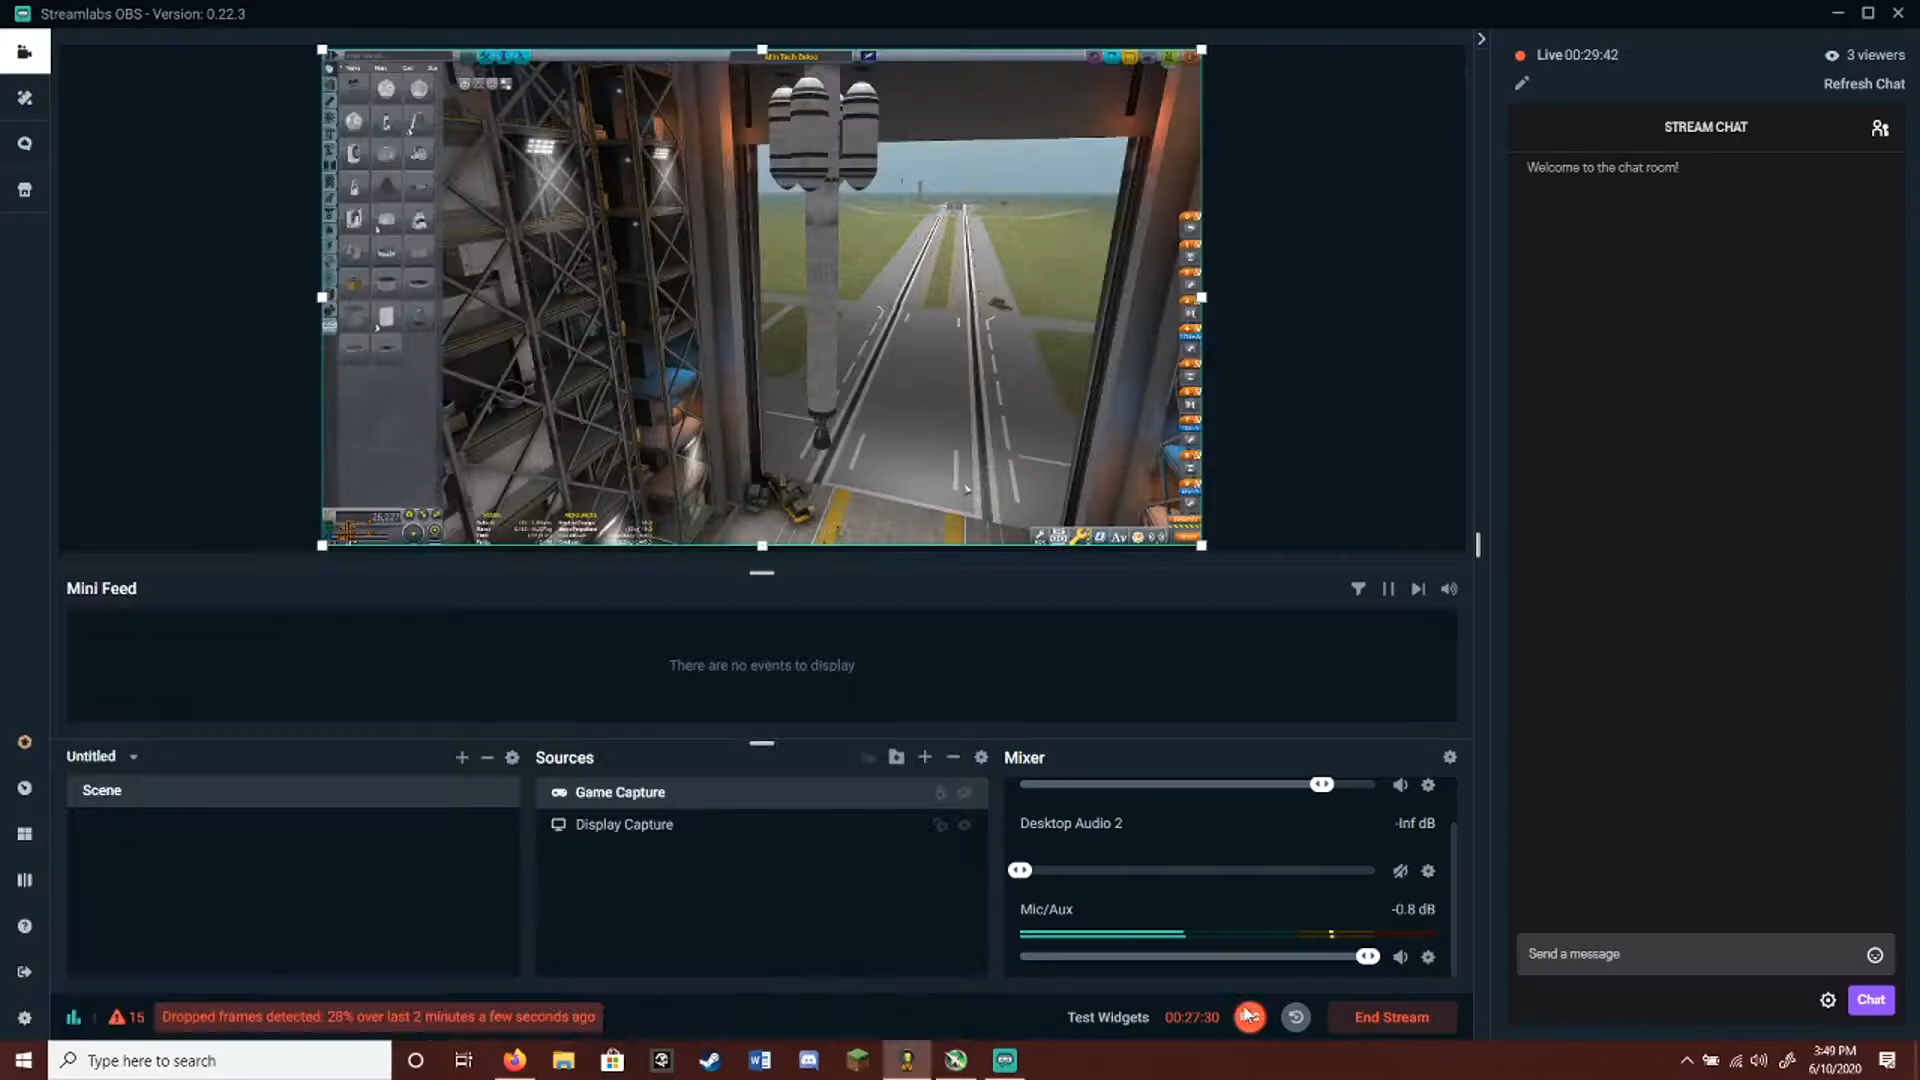 Streamlabs OBS - Version: 0.22.3
Live 00:29:42
3 viewers
Refresh Chat
STREAM CHAT
Welcome to the chat room!
26,227
Mini Feed
There are no events to display
Untitled
Scene
Sources
Game Capture
Display Capture
Mixer
Desktop Audio 2
-Inf dB
Mic/Aux
-0.8 dB
Send a message
Chat
15
Dropped frames detected: 28% over last 2 minutes a few seconds ago
Test Widgets
00:27:30
End Stream
Type here to search
3:49 PM
6/10/2020